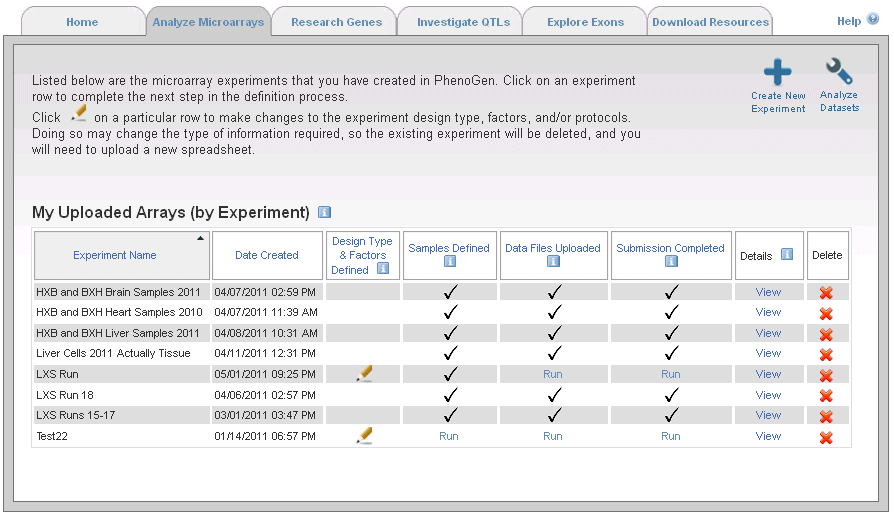 Home
Analyze Microarrays
Research Genes
Investigate QTLs
Explore Exons
Download Resources
Help ?
Listed below are the microarray experiments that you have created in PhenoGen. Click on an experiment
row to complete the next step in the definition process.
Click on a particular row to make changes to the experiment design type, factors, and/or protocols.
Doing so may change the type of information required, so the existing experiment will be deleted, and you
will need to upload a new spreadsheet.
Create New
Experiment
Analyze
Datasets
My Uploaded Arrays (by Experiment) i
Experiment Name
Date Created
Design Type
& Factors
Defined i
Samples Defined
i
Data Files Uploaded
i
Submission Completed
i
Details i
Delete
HXB and BXH Brain Samples 2011 04/07/2011 02:59 PM View
HXB and BXH Heart Samples 2010 04/07/2011 11:39 AM View
HXB and BXH Liver Samples 2011 04/08/2011 10:31 AM View
Liver Cells 2011 Actually Tissue 04/11/2011 12:31 PM View
LXS Run 05/01/2011 09:25 PM Run Run View
LXS Run 18 04/06/2011 02:57 PM View
LXS Runs 15-17 03/01/2011 03:47 PM View
Test22 01/14/2011 06:57 PM Run Run Run View